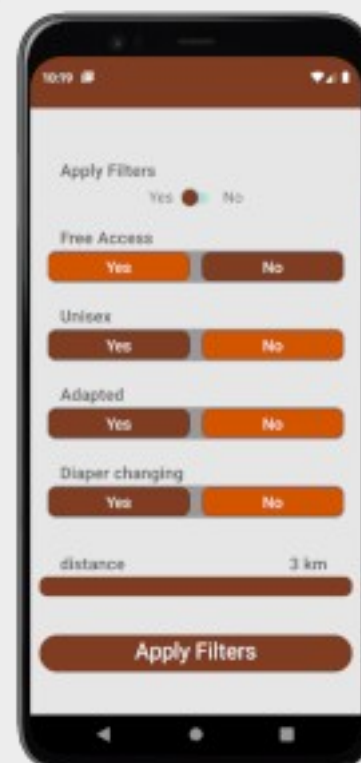 10:19
Apply Filters
Yes No
Free Access
Yes No
Unisex
Yes No
Adapted
Yes No
Diaper changing
Yes No
distance 3 km
Apply Filters